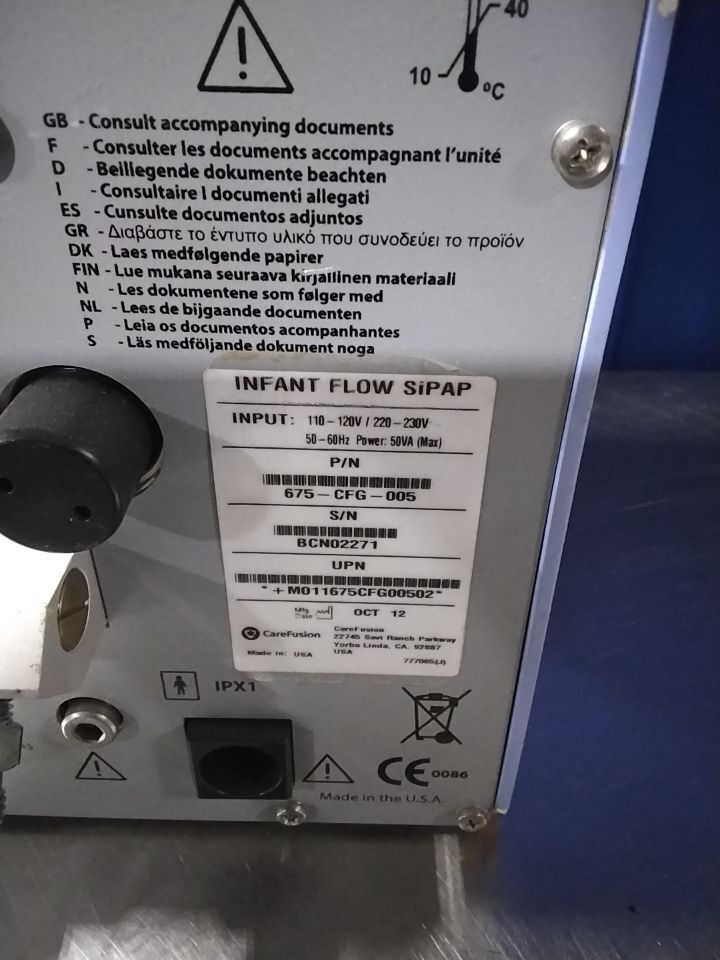 40
10
°C
GB - Consult accompanying documents
F - Consulter les documents accompagnant l'unité
D - Beillegende dokumente beachten
I - Consultaire I documenti allegati
ES - Cunsulte documentos adjuntos
GR - Διαβάστε το έντυπο υλικό που συνοδεύει το προϊόν
DK - Laes medfølgende papirer
FIN - Lue mukana seuraava kirjallinen materiaali
N - Les dokumentene som følger med
NL - Lees de bijgaande documenten
P - Leia os documentos acompanhantes
S - Läs medföljande dokument noga
INFANT FLOW SiPAP
INPUT: 110-120V / 220-230V
50-60Hz Power: 50VA (Max)
P/N
675-CFG-005
S/N
BCN02271
UPN
*+M011675CFG00502*
Mfg Date OCT 12
CareFusion
Made in: USA
CareFusion
22745 Savi Ranch Parkway
Yorba Linda, CA. 92887
USA
777085(J)
IPX1
CE 0086
Made in the U.S.A.